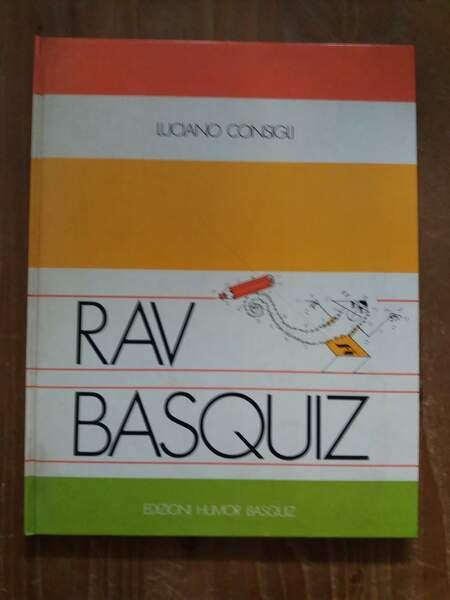 LUCIANO CONSIGLI
RAV
BASQUIZ
EDIZIONI HUMOR BASQUIZ